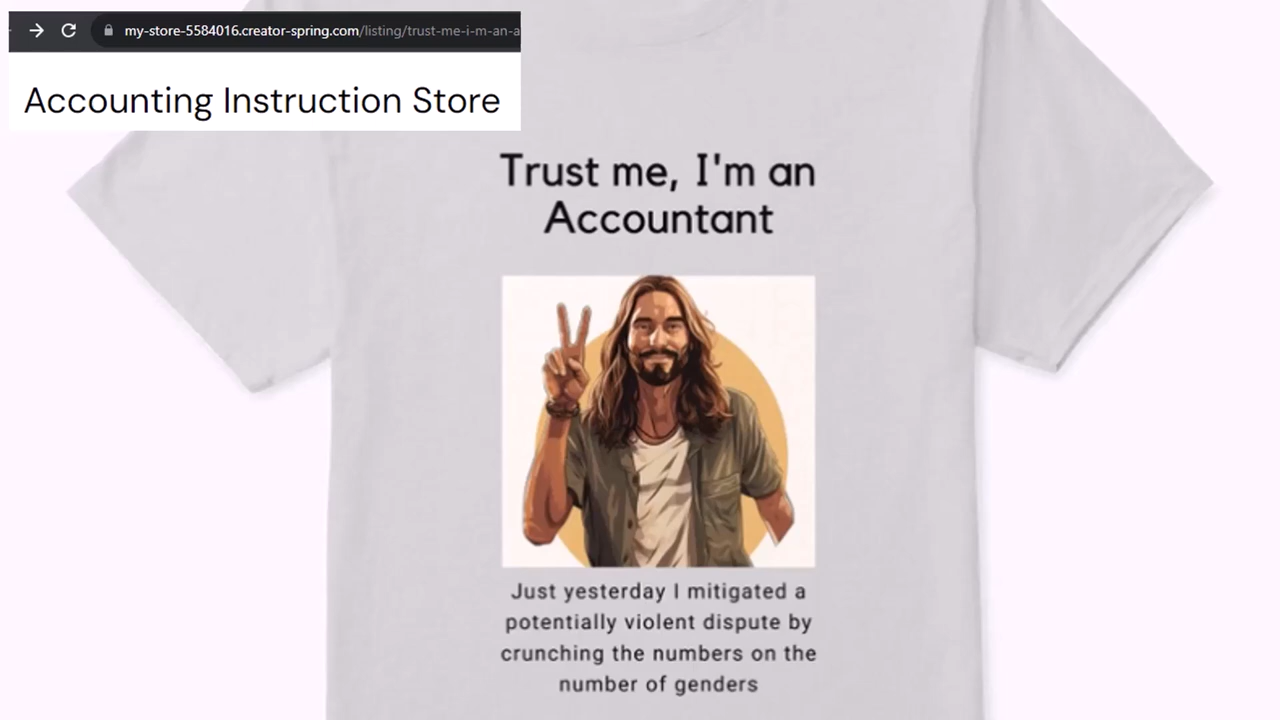 my-store-5584016.creator-spring.com/listing/trust-me-i-m-an-a
Accounting Instruction Store
Trust me, I'm an
Accountant
Just yesterday I mitigated a
potentially violent dispute by
crunching the numbers on the
number of genders